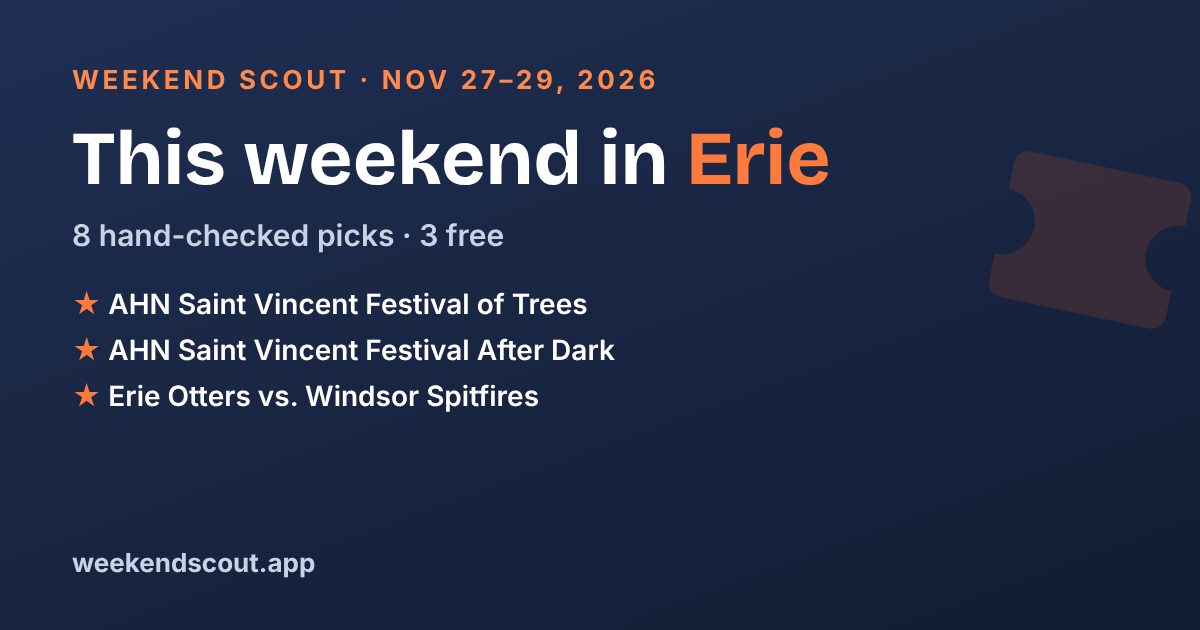 WEEKEND SCOUT · NOV 27–29, 2026
This weekend in Erie
8 hand-checked picks · 3 free
★ AHN Saint Vincent Festival of Trees
★ AHN Saint Vincent Festival After Dark
★ Erie Otters vs. Windsor Spitfires
weekendscout.app